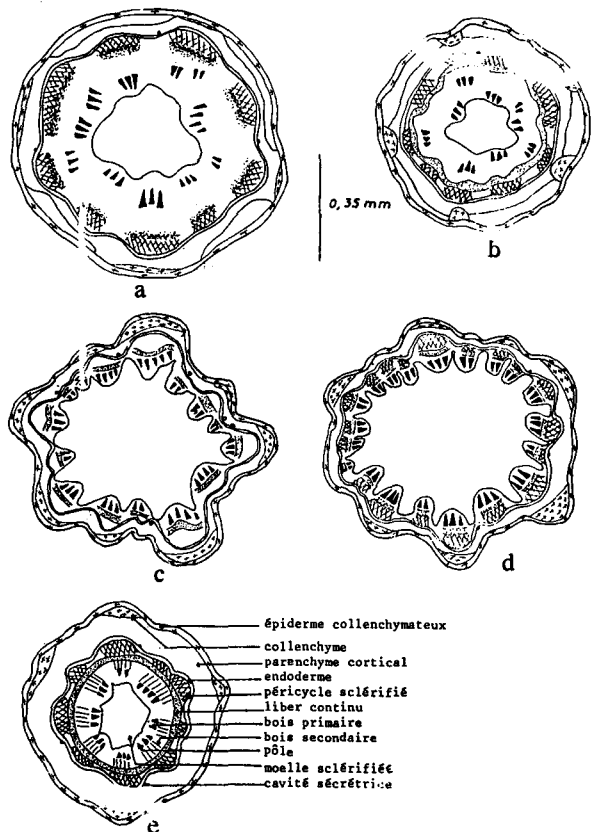 a
0,35 mm
b
c
d
épiderme collenchymateux
collenchyme
parenchyme cortical
endoderme
péricycle sclérifié
liber continu
bois primaire
bois secondaire
pôle
moelle sclérifiée
cavité sécrétrice
e